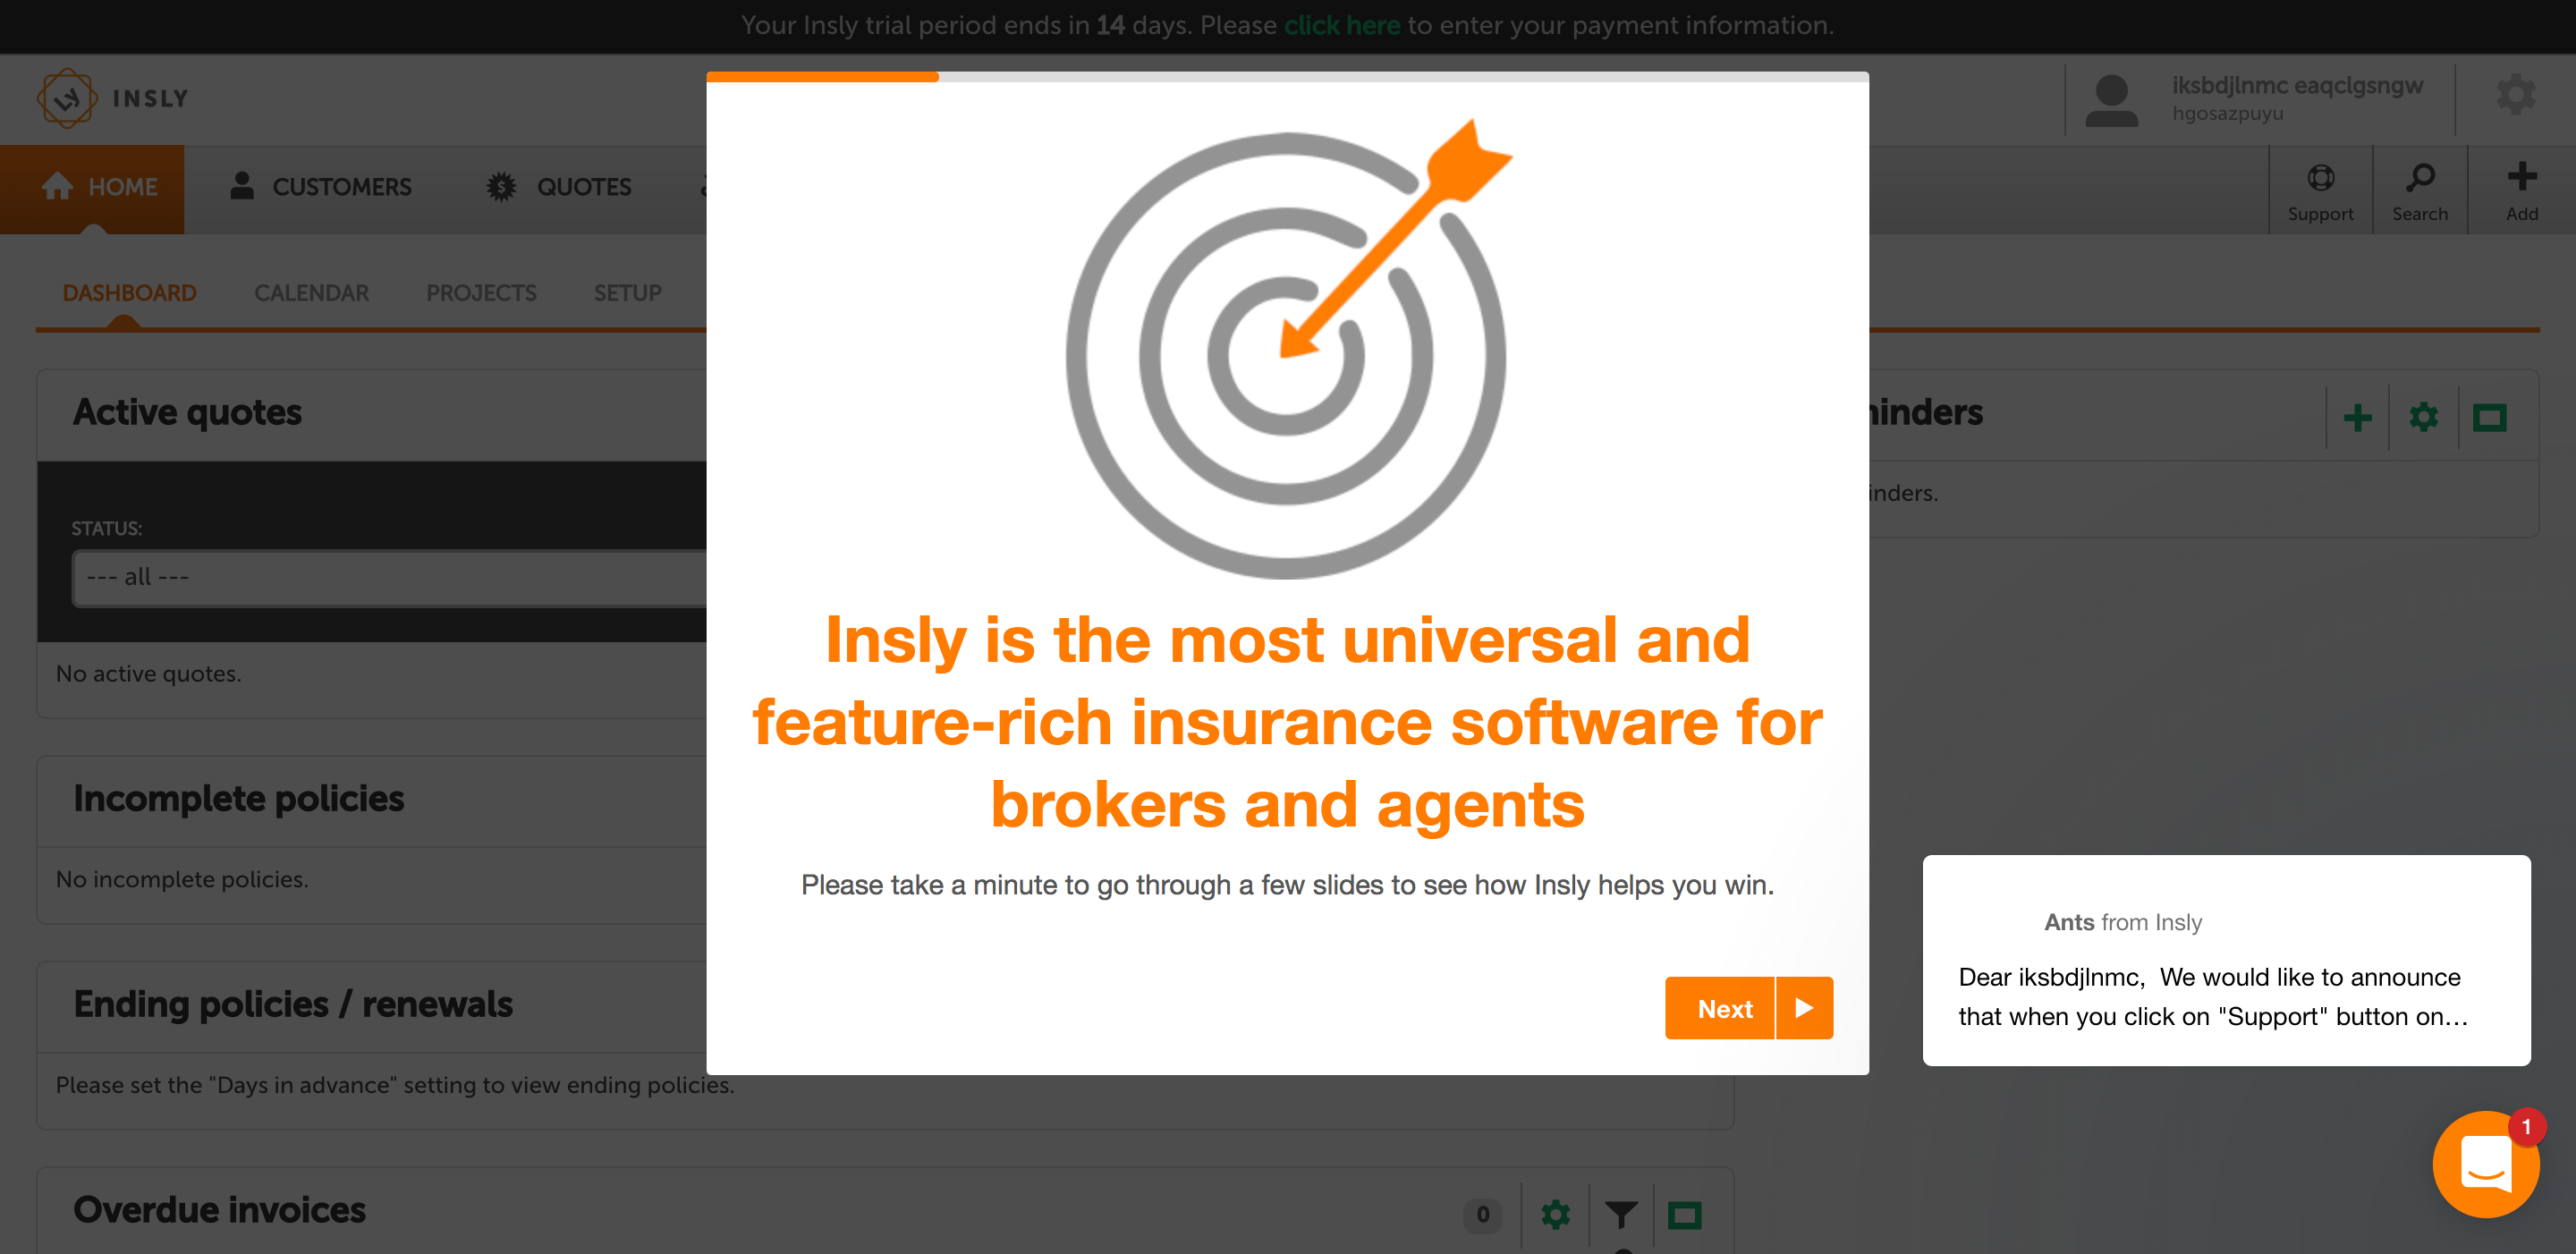 Your Insly trial period ends in 14 days. Please click here to enter your payment information.
INSLY
iksbdjlnmc eaqclgsngw
hgosazpuyu
HOME
CUSTOMERS
QUOTES
Support
Search
Add
DASHBOARD
CALENDAR
PROJECTS
SETUP
Active quotes
STATUS:
--- all ---
No active quotes.
Incomplete policies
No incomplete policies.
Ending policies / renewals
Please set the "Days in advance" setting to view ending policies.
Overdue invoices
0
Insly is the most universal and
feature-rich insurance software for
brokers and agents
Please take a minute to go through a few slides to see how Insly helps you win.
Next
inders
inders.
Ants from Insly
Dear iksbdjlnmc, We would like to announce
that when you click on "Support" button on...
1